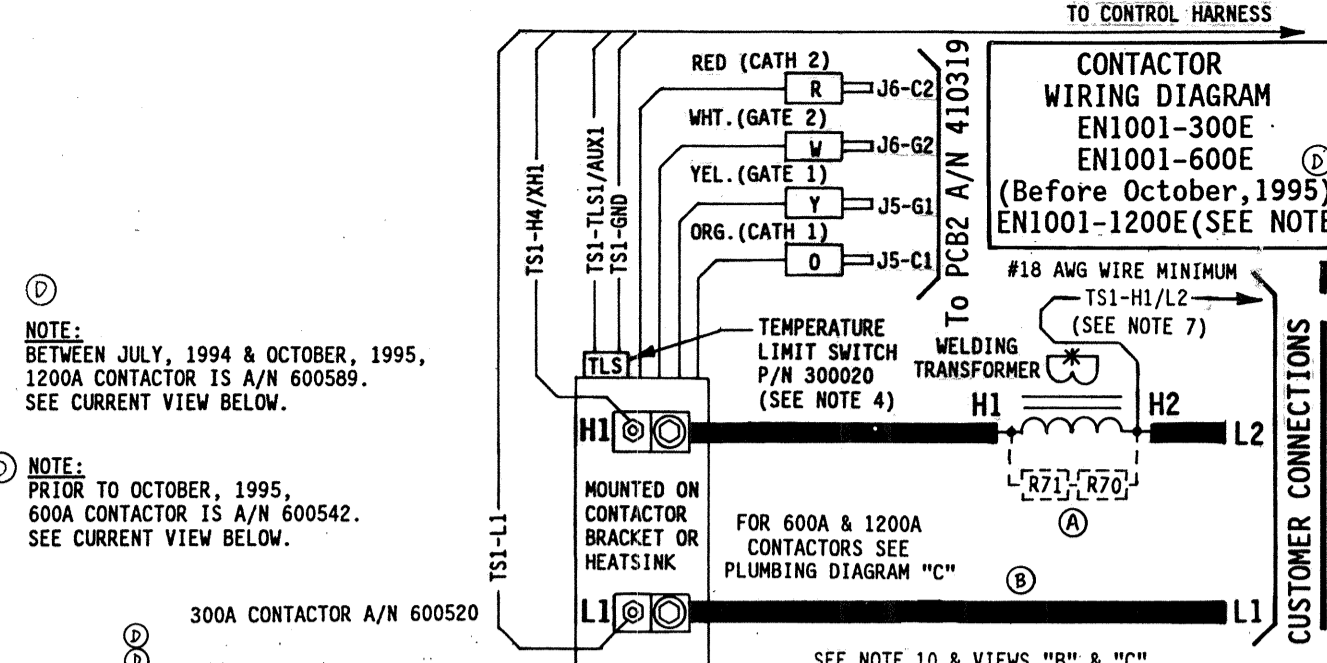 TO CONTROL HARNESS
CONTACTOR
WIRING DIAGRAM
EN1001-300E
EN1001-600E
D
(Before October,1995)
EN1001-1200E(SEE NOTE
RED (CATH 2)
R
J6-C2
WHT.(GATE 2)
W
J6-G2
YEL.(GATE 1)
Y
J5-G1
ORG.(CATH 1)
O
J5-C1
To PCB2 A/N 410319
TS1-H4/XH1
TS1-TLS1/AUX1
TS1-GND
TS1-L1
#18 AWG WIRE MINIMUM
TS1-H1/L2
(SEE NOTE 7)
D
NOTE:
BETWEEN JULY, 1994 & OCTOBER, 1995,
1200A CONTACTOR IS A/N 600589.
SEE CURRENT VIEW BELOW.
D NOTE:
PRIOR TO OCTOBER, 1995,
600A CONTACTOR IS A/N 600542.
SEE CURRENT VIEW BELOW.
TLS
TEMPERATURE
LIMIT SWITCH
P/N 300020
(SEE NOTE 4)
WELDING
TRANSFORMER
H1
H1
H2
L2
R71
R70
A
MOUNTED ON
CONTACTOR
BRACKET OR
HEATSINK
FOR 600A & 1200A
CONTACTORS SEE
PLUMBING DIAGRAM "C"
B
CUSTOMER CONNECTIONS
300A CONTACTOR A/N 600520
L1
L1
D
D
SEE NOTE 10 & VIEWS "B" & "C"